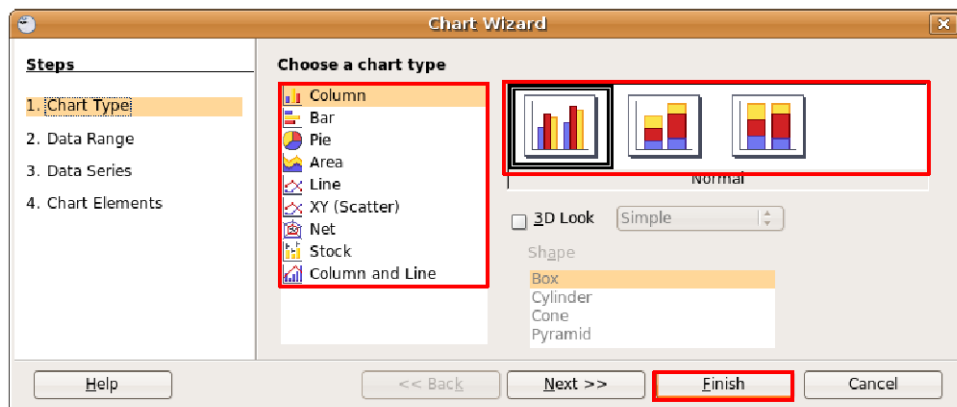 Chart Wizard
Steps
1. Chart Type
2. Data Range
3. Data Series
4. Chart Elements
Choose a chart type
Column
Bar
Pie
Area
Line
XY (Scatter)
Net
Stock
Column and Line
Normal
3D Look
Simple
Shape
Box
Cylinder
Cone
Pyramid
Help
<< Back
Next >>
Finish
Cancel